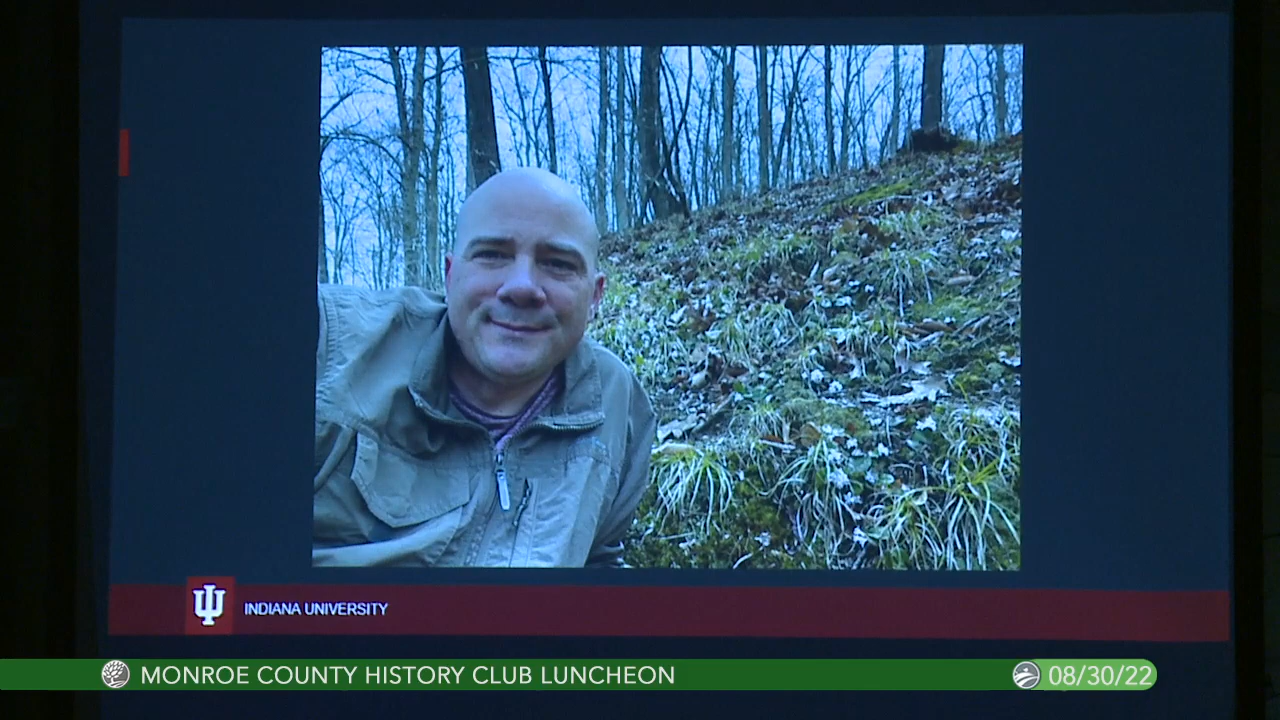 INDIANA UNIVERSITY
MONROE COUNTY HISTORY CLUB LUNCHEON
08/30/22